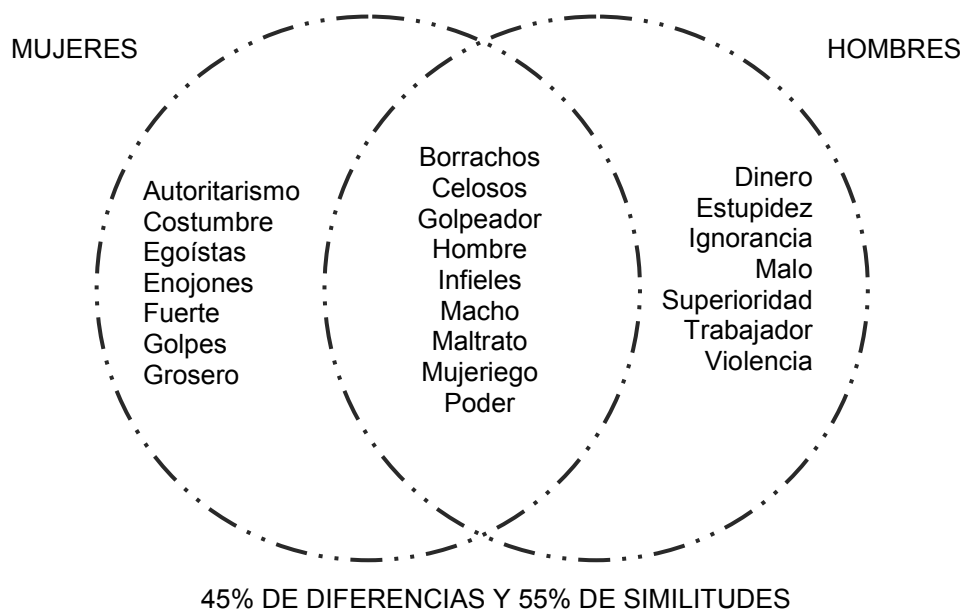 MUJERES
HOMBRES
Autoritarismo
Costumbre
Egoístas
Enojones
Fuerte
Golpes
Grosero
Borrachos
Celosos
Golpeador
Hombre
Infieles
Macho
Maltrato
Mujeriego
Poder
Dinero
Estupidez
Ignorancia
Malo
Superioridad
Trabajador
Violencia
45% DE DIFERENCIAS Y 55% DE SIMILITUDES